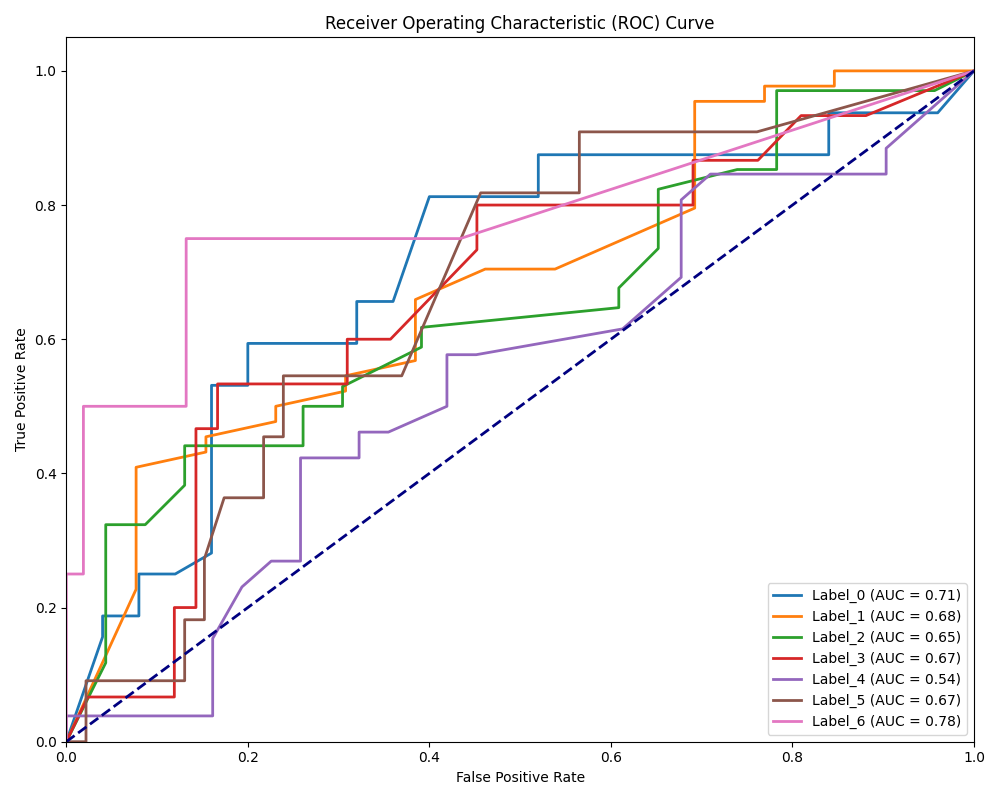 Receiver Operating Characteristic (ROC) Curve
True Positive Rate
1.0
0.8
0.6
0.4
0.2
0.0
0.0 0.2 0.4 0.6 0.8 1.0
False Positive Rate
Label_0 (AUC = 0.71)
Label_1 (AUC = 0.68)
Label_2 (AUC = 0.65)
Label_3 (AUC = 0.67)
Label_4 (AUC = 0.54)
Label_5 (AUC = 0.67)
Label_6 (AUC = 0.78)